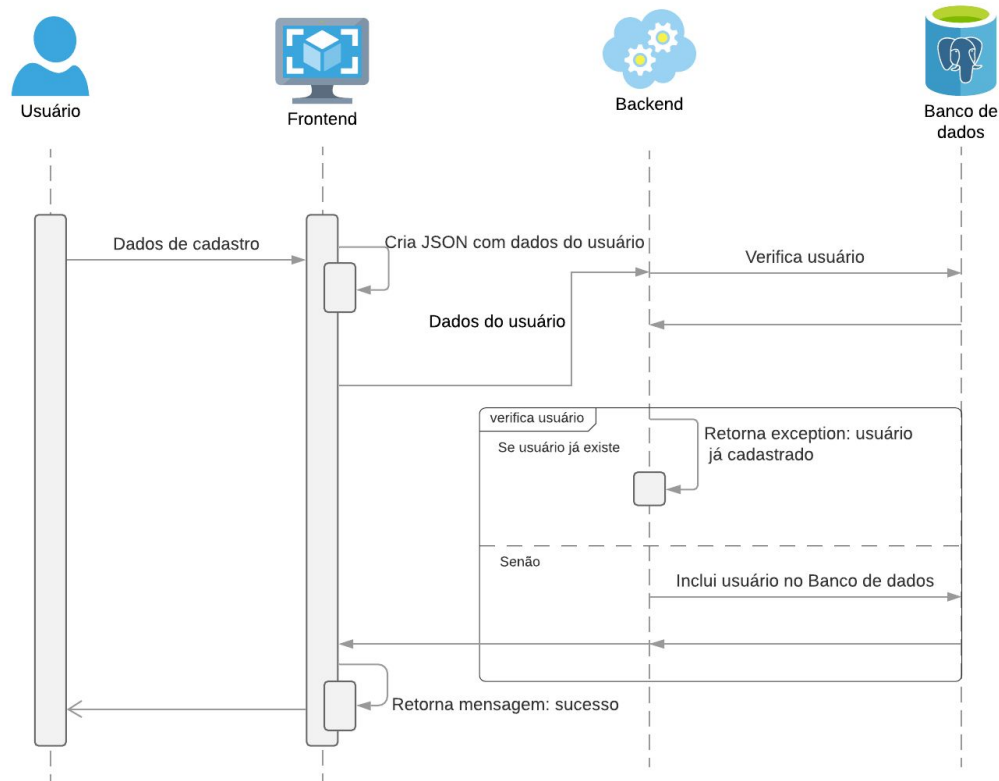 Usuário
Frontend
Backend
Banco de
dados
Dados de cadastro
Cria JSON com dados do usuário
Verifica usuário
Dados do usuário
verifica usuário
Se usuário já existe
Retorna exception: usuário
já cadastrado
Senão
Inclui usuário no Banco de dados
Retorna mensagem: sucesso